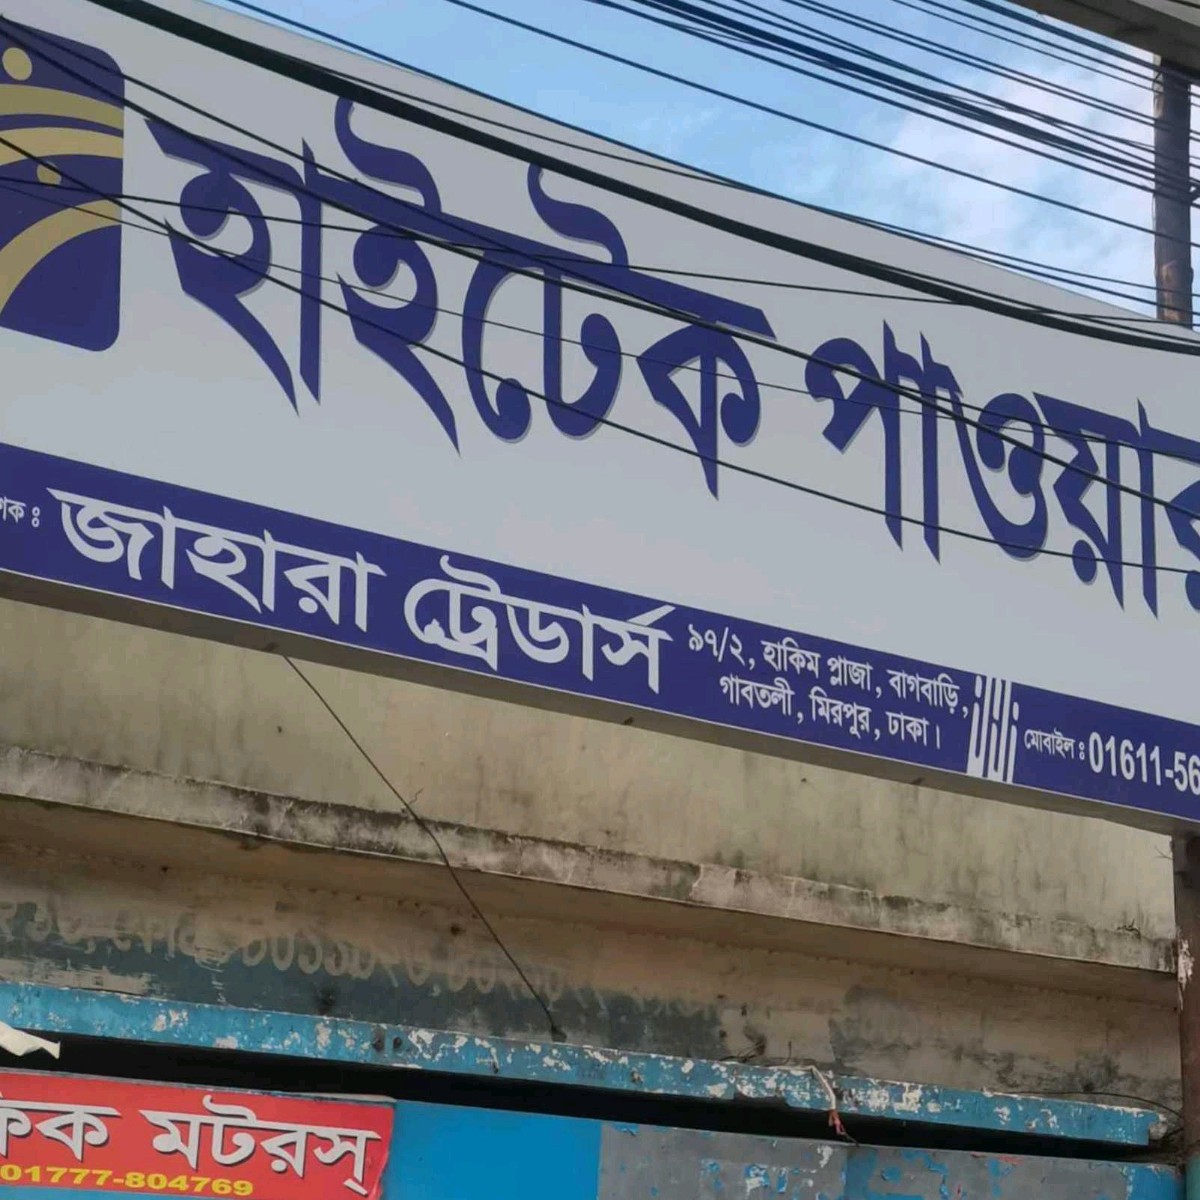 হাইটেক পাওয়ার
জাহারা ট্রেডার্স
৯৭/২, হাকিম প্লাজা, বাগবাড়ি,
গাবতলী, মিরপুর, ঢাকা।
মোবাইল ঃ 01611-56
মটরস্
01777-804769